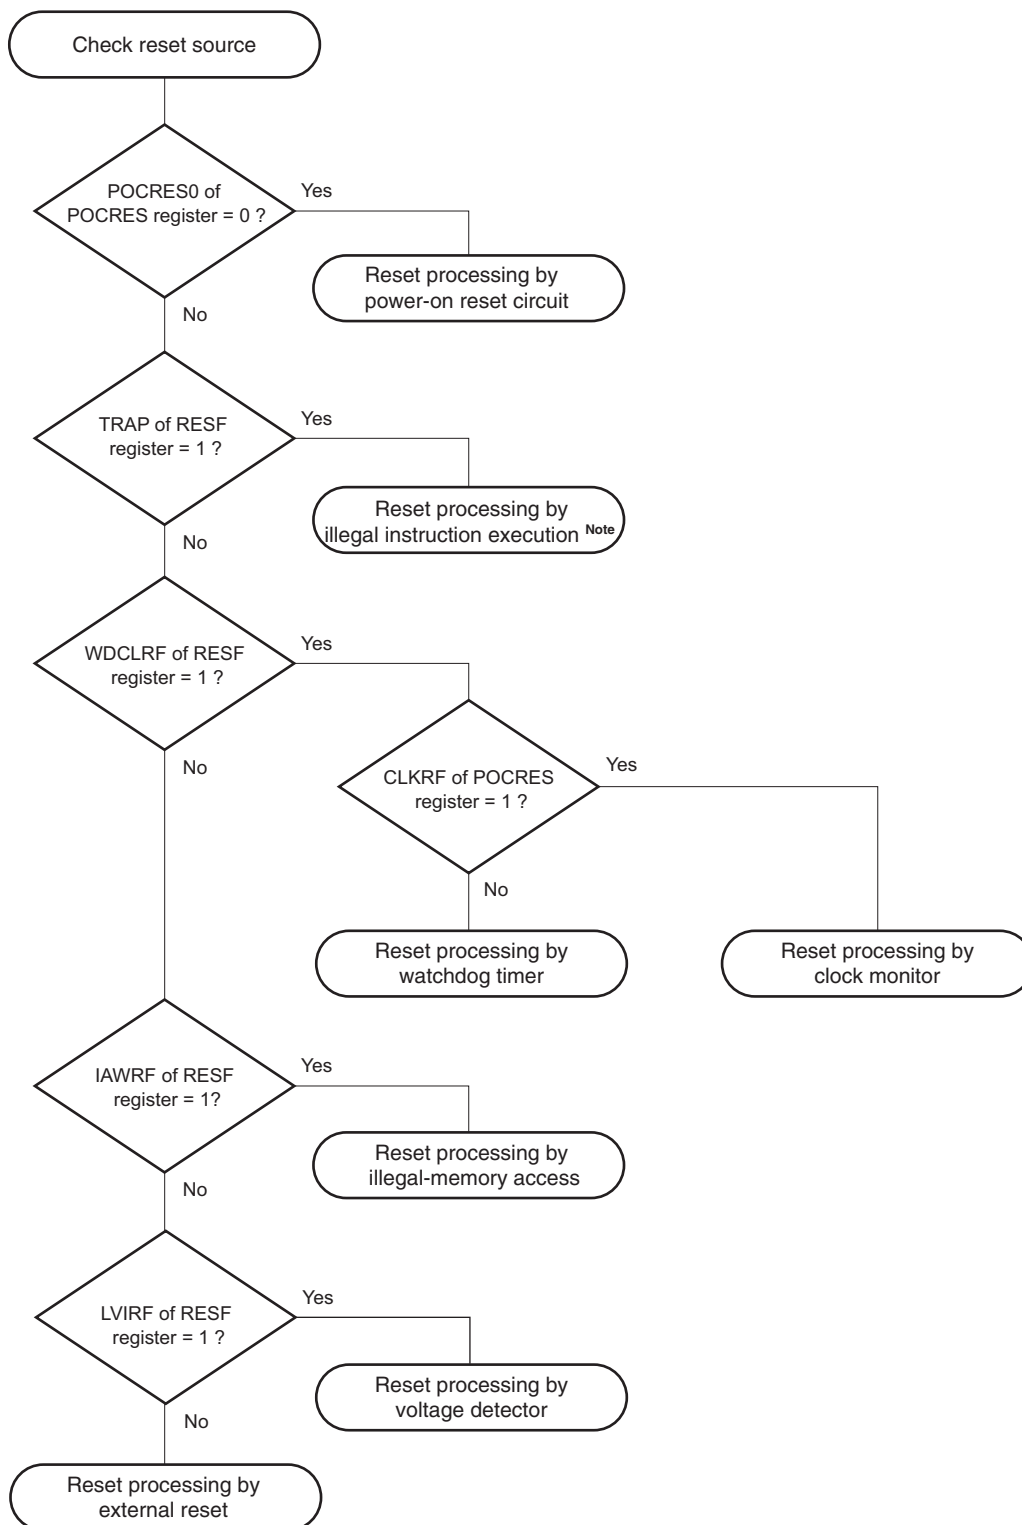 Check reset source
POCRES0 of
POCRES register = 0 ?
Yes
Reset processing by
power-on reset circuit
No
TRAP of RESF
register = 1 ?
Yes
Reset processing by
illegal instruction execution Note
No
WDCLRF of RESF
register = 1 ?
Yes
No
CLKRF of POCRES
register = 1 ?
Yes
No
Reset processing by
watchdog timer
Reset processing by
clock monitor
IAWRF of RESF
register = 1?
Yes
Reset processing by
illegal-memory access
No
LVIRF of RESF
register = 1 ?
Yes
Reset processing by
voltage detector
No
Reset processing by
external reset